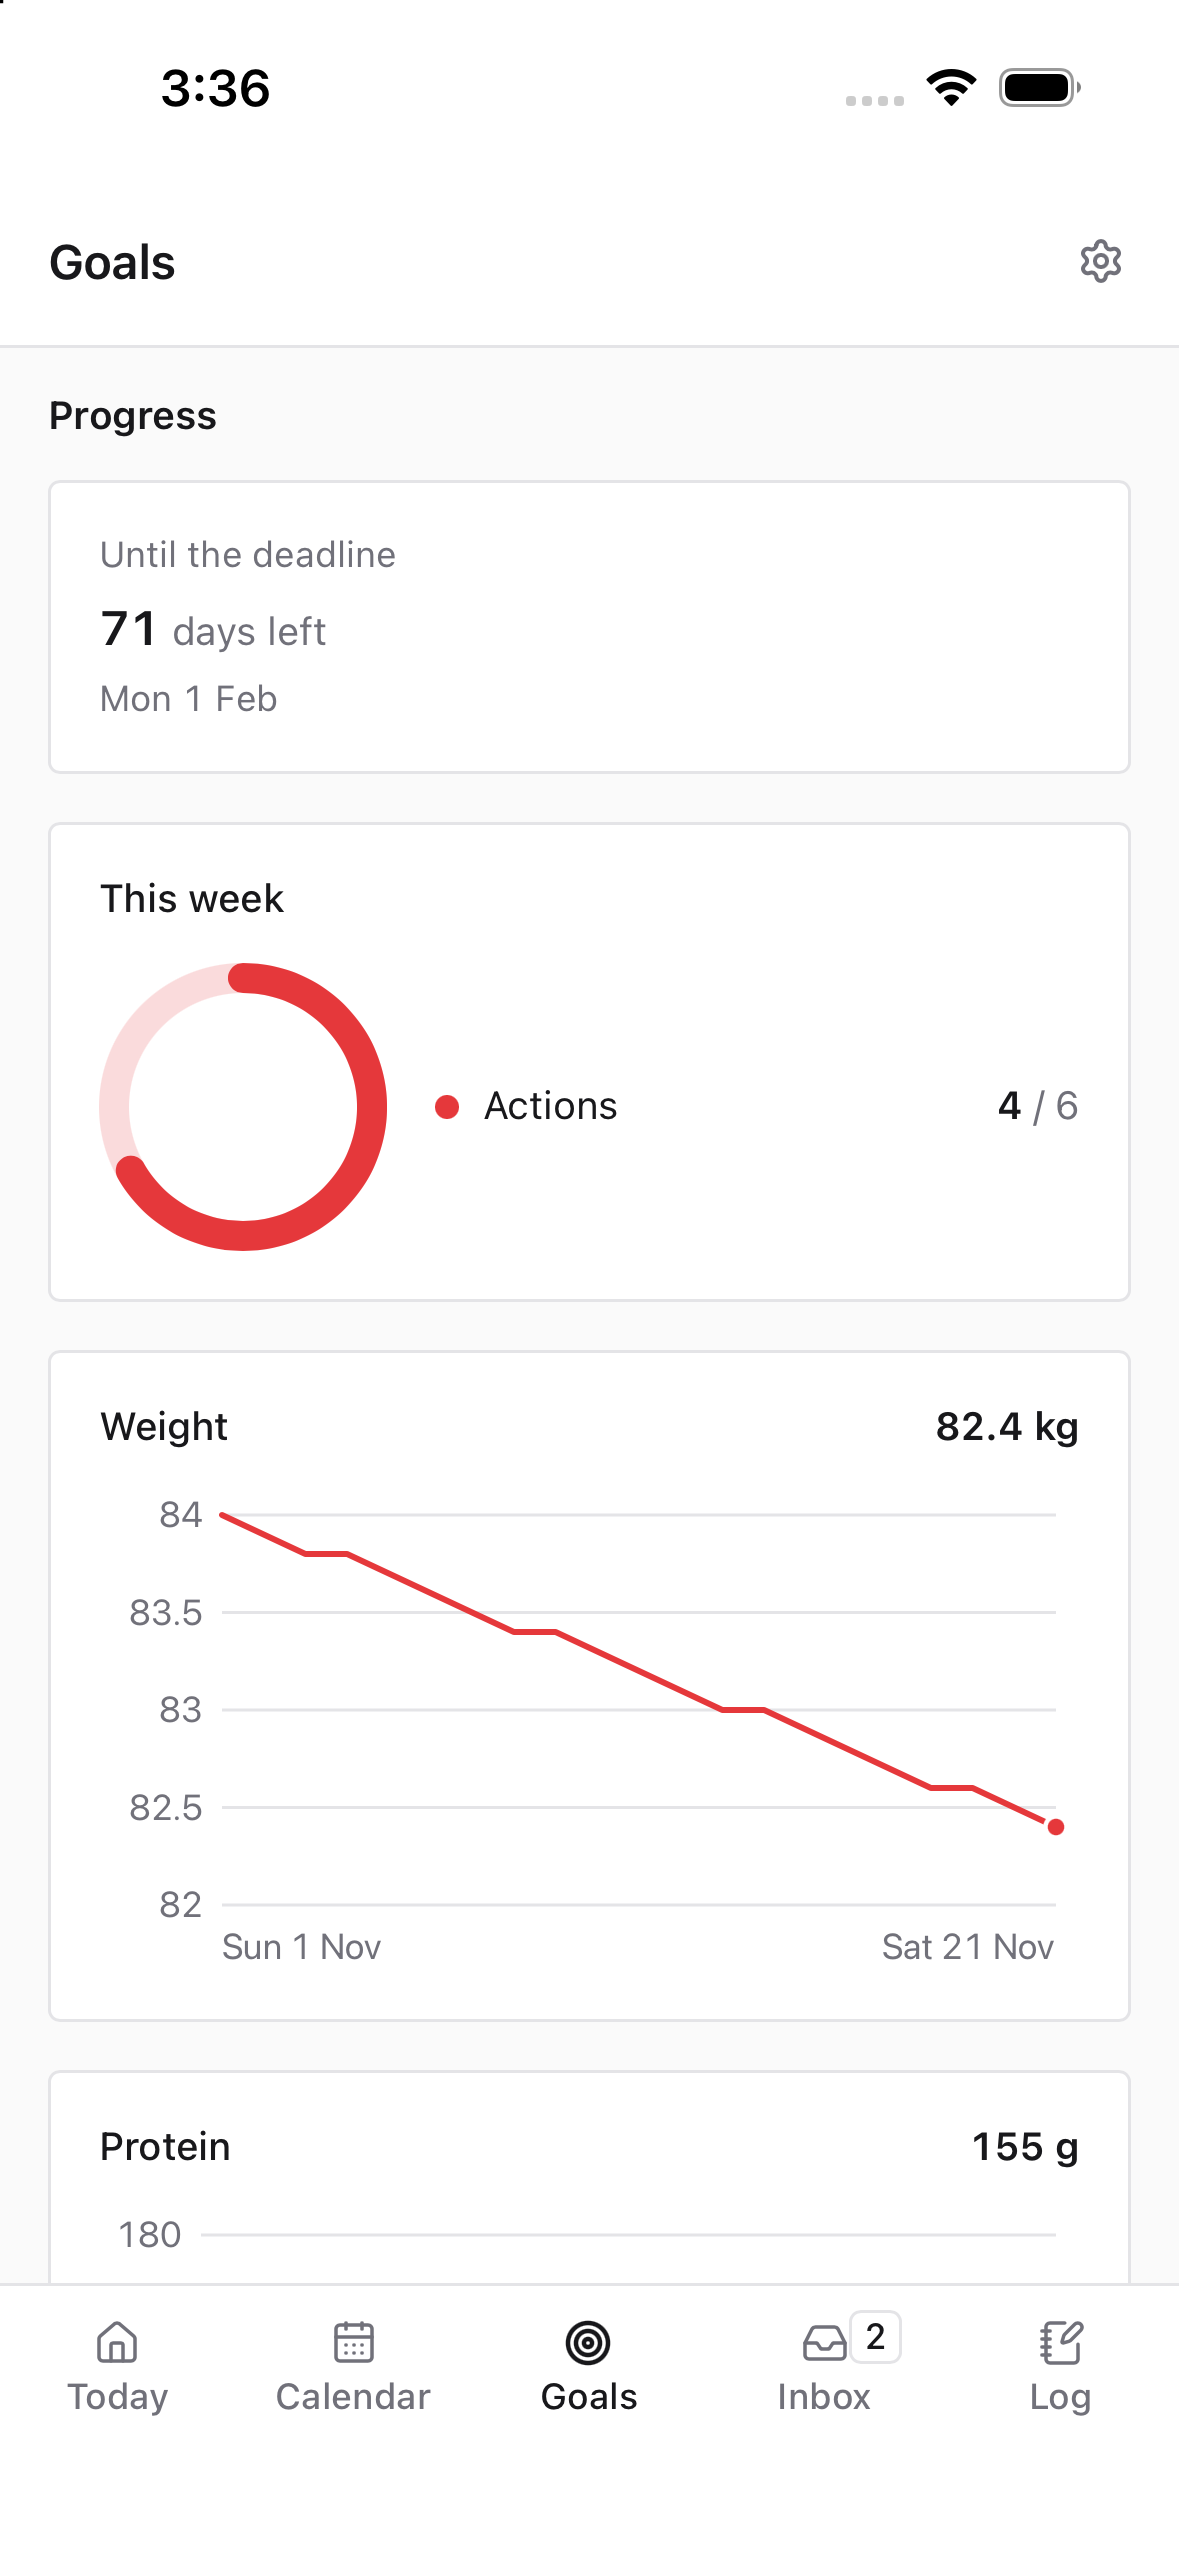 3:36
Goals
Progress
Until the deadline
71 days left
Mon 1 Feb
This week
Actions 4 / 6
Weight 82.4 kg
84
83.5
83
82.5
82
Sun 1 Nov Sat 21 Nov
Protein 155 g
180
2
Today Calendar Goals Inbox Log